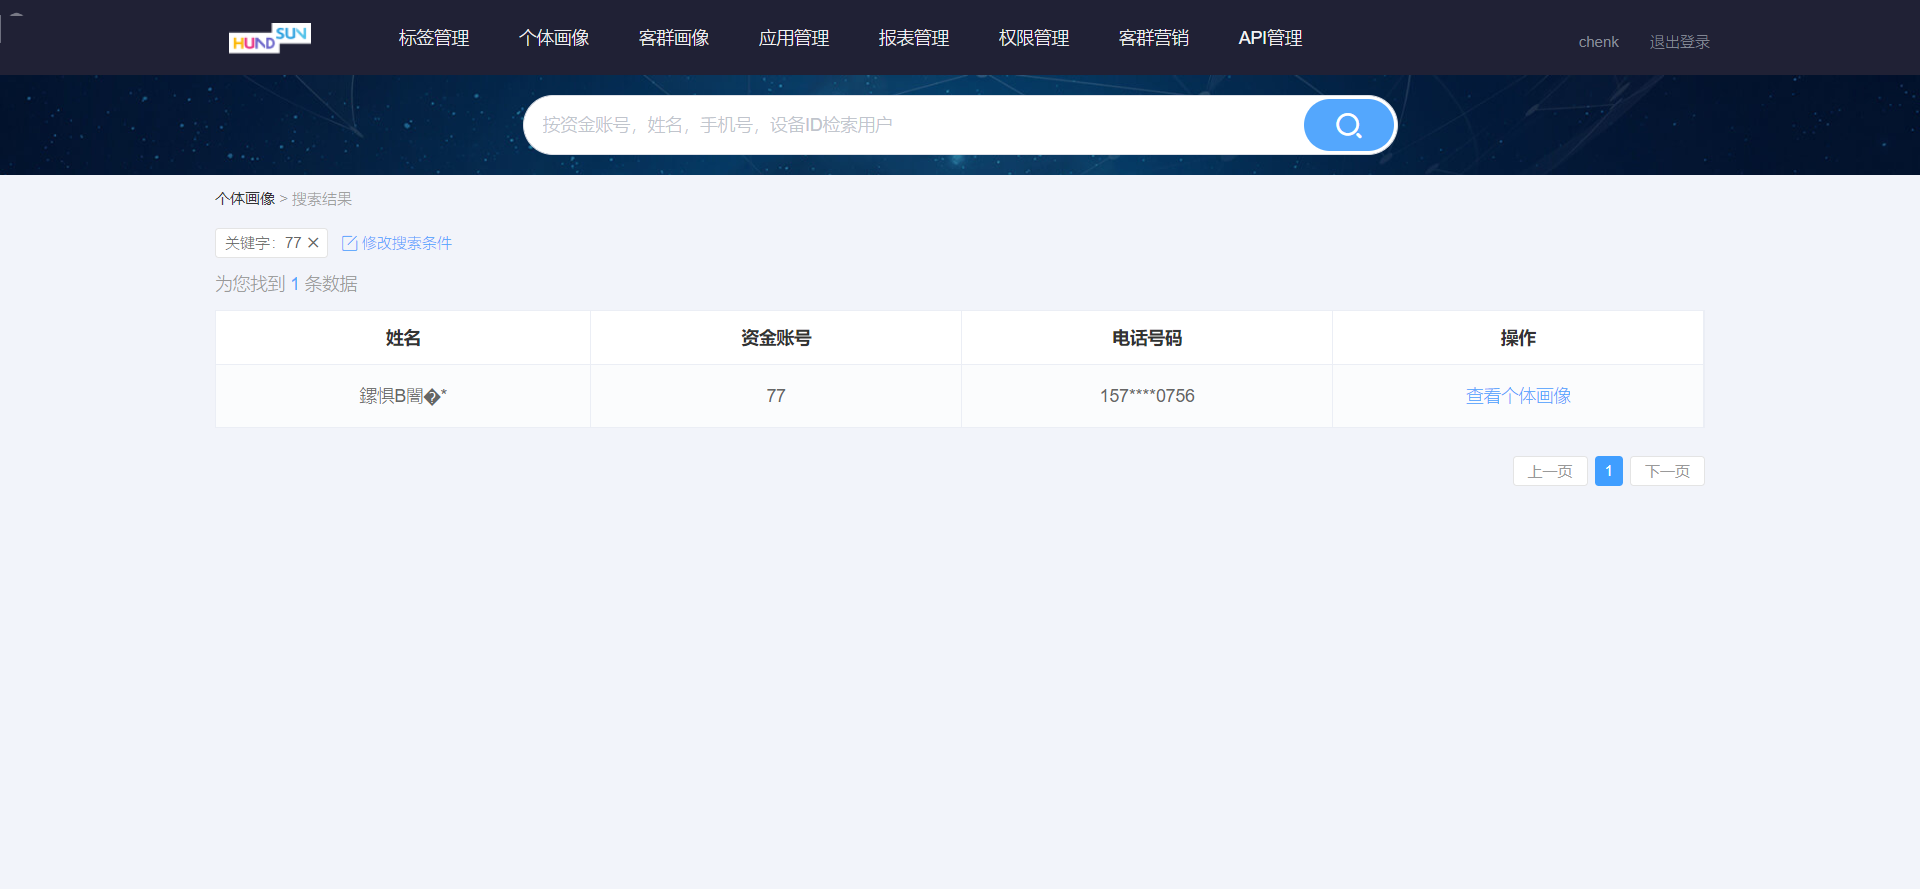 HUNDSUN
标签管理 个体画像 客群画像 应用管理 报表管理 权限管理 客群营销 API管理
chenk 退出登录
按资金账号，姓名，手机号，设备ID检索用户
个体画像 > 搜索结果
关键字：77 ✕ 修改搜索条件
为您找到 1 条数据
姓名 资金账号 电话号码 操作
鏍惧B闇�* 77 157****0756 查看个体画像
上一页 1 下一页